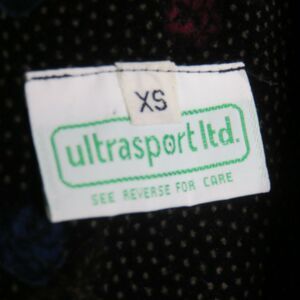 XS
ultrasport ltd.
SEE REVERSE FOR CARE